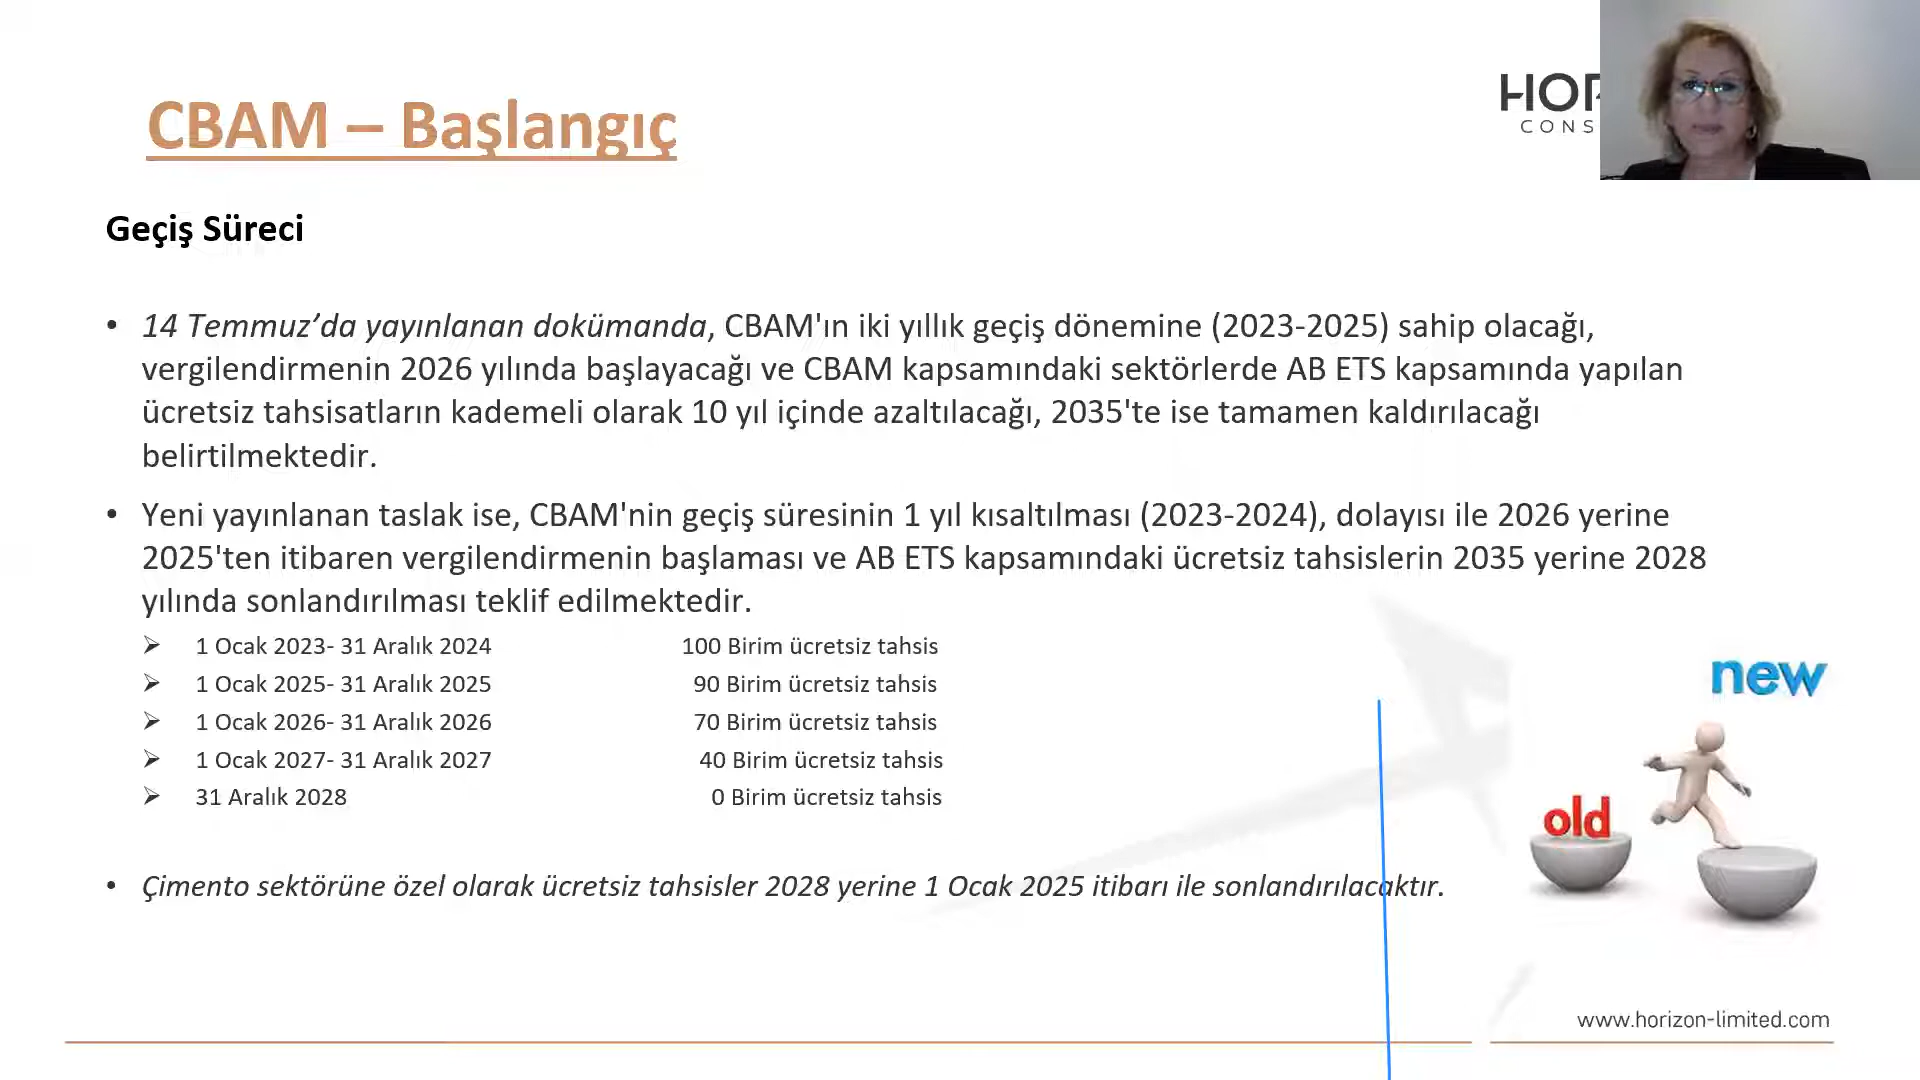 CBAM – Başlangıç
CONS
Geçiş Süreci
• 14 Temmuz’da yayınlanan dokümanda, CBAM'ın iki yıllık geçiş dönemine (2023-2025) sahip olacağı,
vergilendirmenin 2026 yılında başlayacağı ve CBAM kapsamındaki sektörlerde AB ETS kapsamında yapılan
ücretsiz tahsisatların kademeli olarak 10 yıl içinde azaltılacağı, 2035'te ise tamamen kaldırılacağı
belirtilmektedir.
• Yeni yayınlanan taslak ise, CBAM'nin geçiş süresinin 1 yıl kısaltılması (2023-2024), dolayısı ile 2026 yerine
2025'ten itibaren vergilendirmenin başlaması ve AB ETS kapsamındaki ücretsiz tahsislerin 2035 yerine 2028
yılında sonlandırılması teklif edilmektedir.
➢ 1 Ocak 2023- 31 Aralık 2024 100 Birim ücretsiz tahsis
➢ 1 Ocak 2025- 31 Aralık 2025 90 Birim ücretsiz tahsis
➢ 1 Ocak 2026- 31 Aralık 2026 70 Birim ücretsiz tahsis
➢ 1 Ocak 2027- 31 Aralık 2027 40 Birim ücretsiz tahsis
➢ 31 Aralık 2028 0 Birim ücretsiz tahsis
new
old
• Çimento sektörüne özel olarak ücretsiz tahsisler 2028 yerine 1 Ocak 2025 itibarı ile sonlandırılacaktır.
www.horizon-limited.com